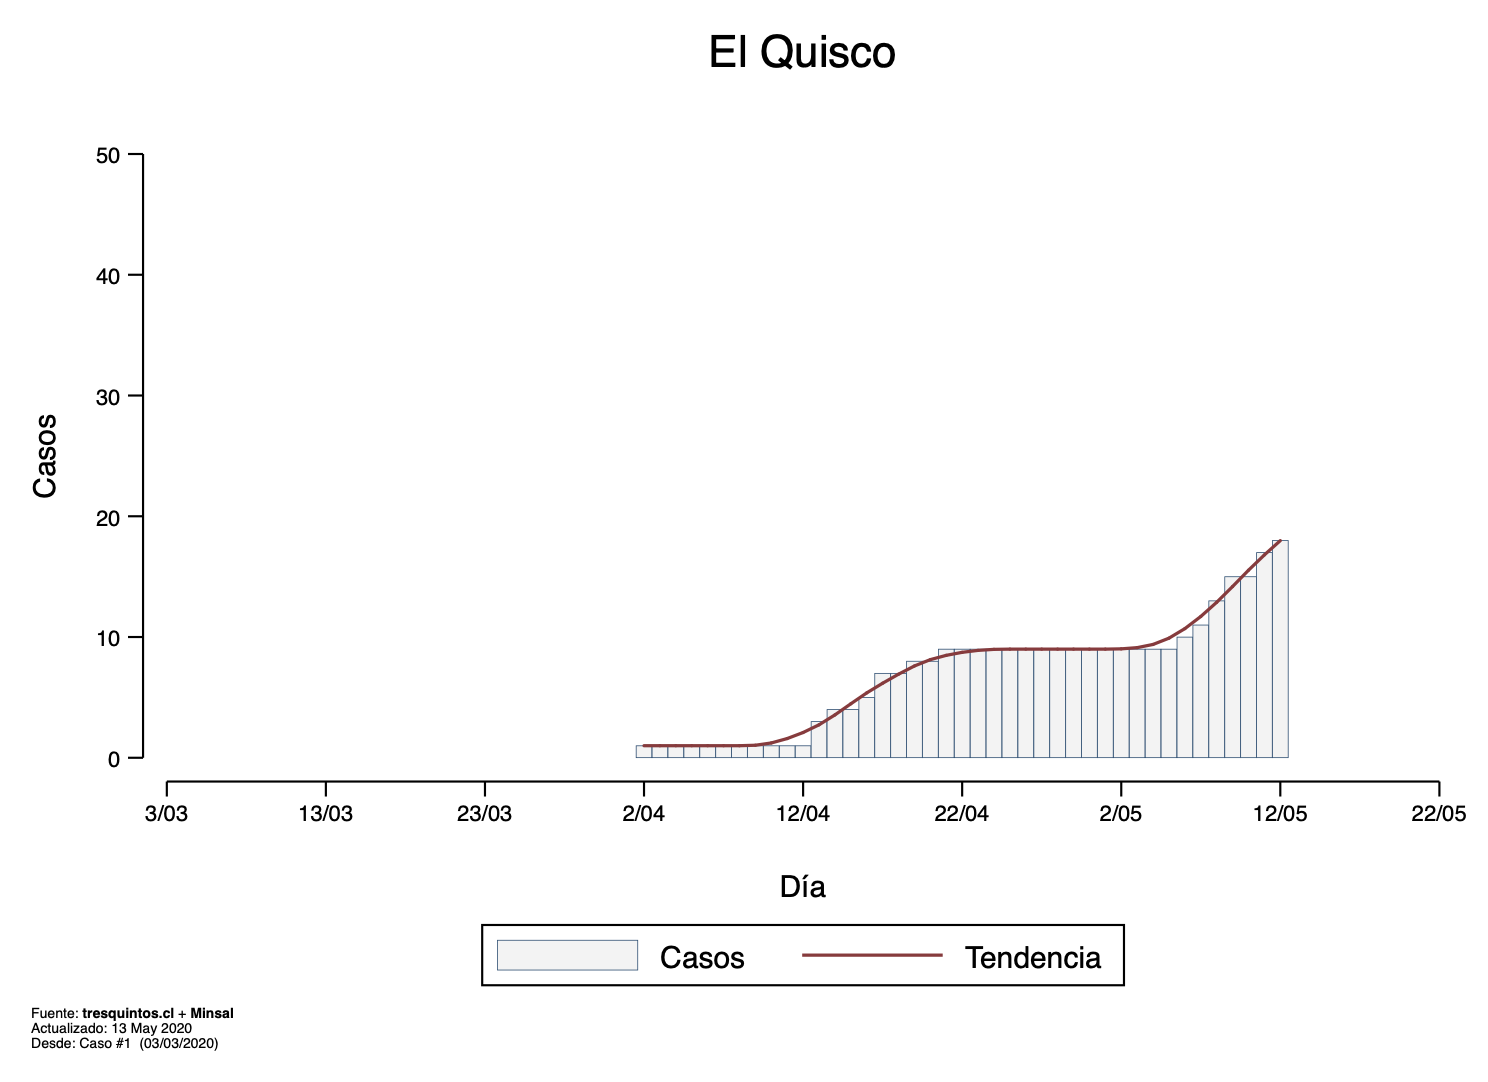 El Quisco
50
40
30
20
10
0
Casos
3/03 13/03 23/03 2/04 12/04 22/04 2/05 12/05 22/05
Día
Casos Tendencia
Fuente: tresquintos.cl + Minsal
Actualizado: 13 May 2020
Desde: Caso #1 (03/03/2020)